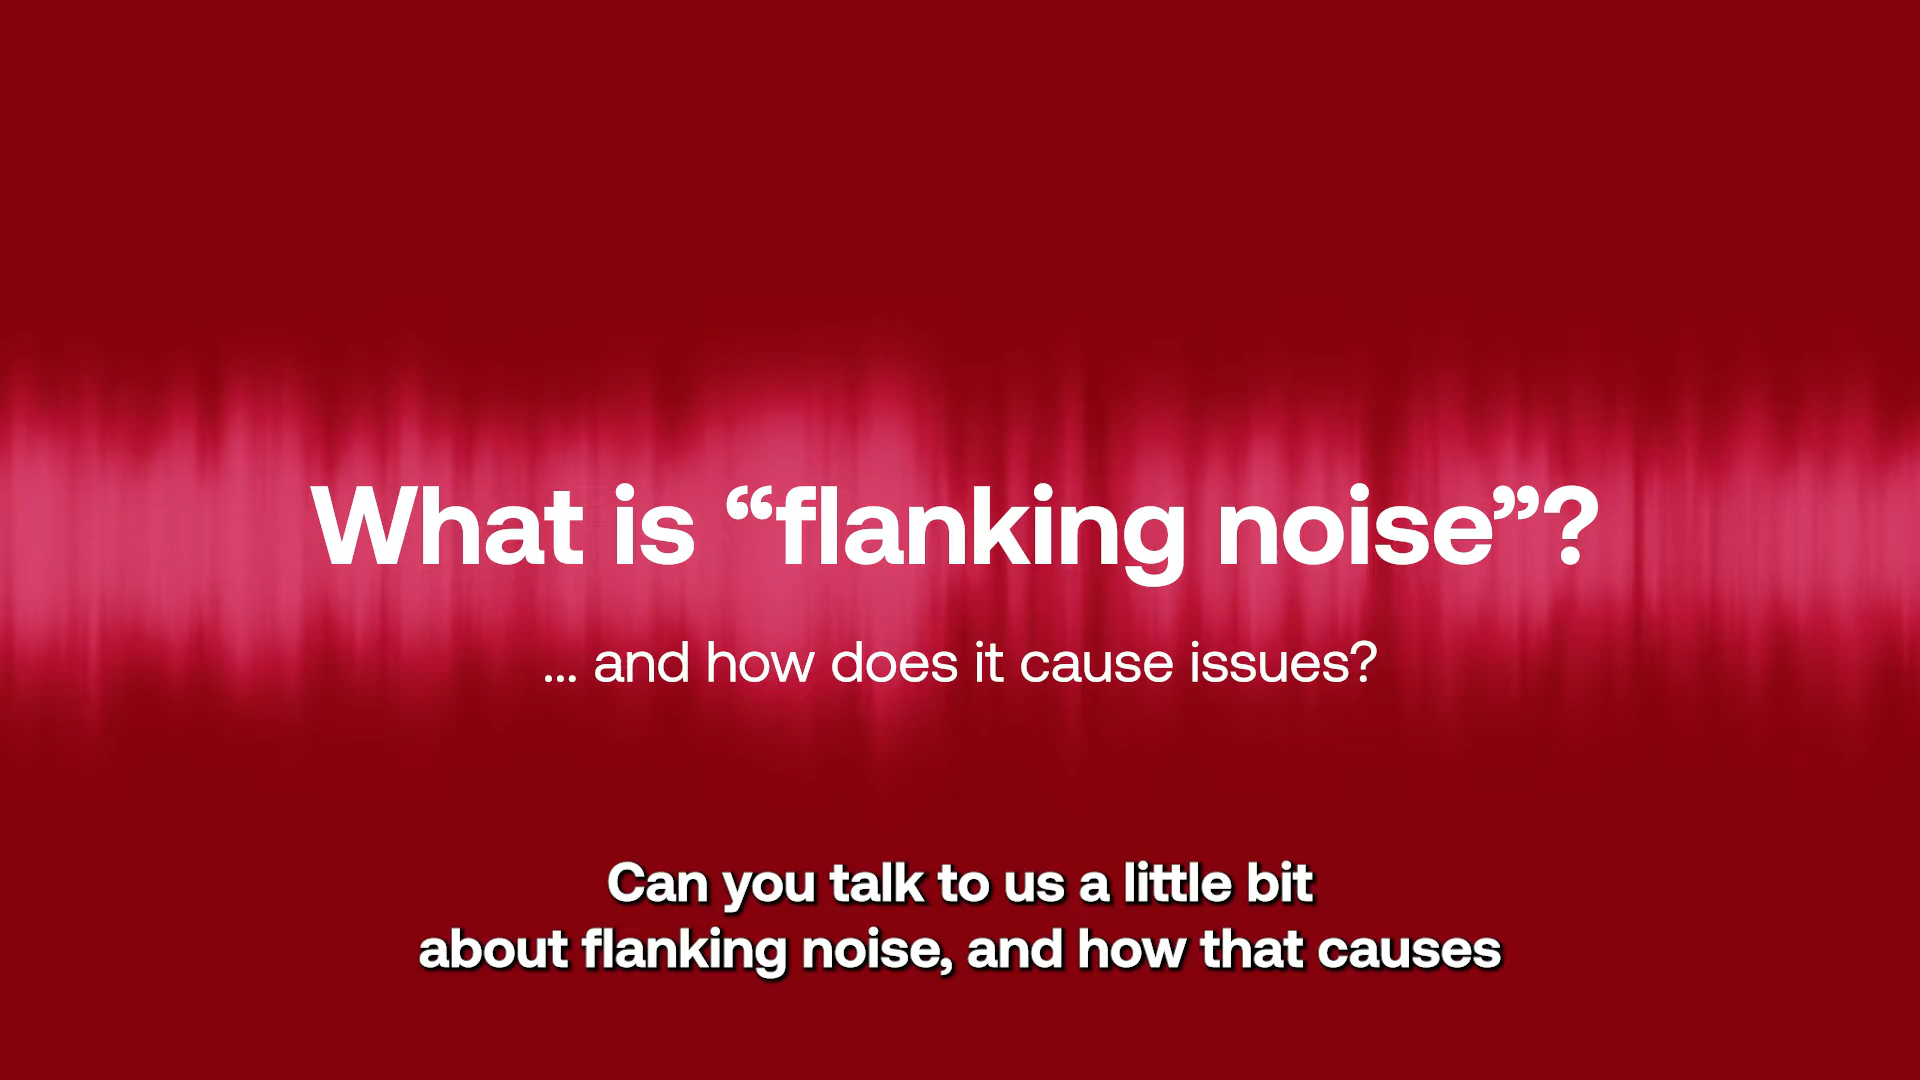 What is “flanking noise”?
... and how does it cause issues?
Can you talk to us a little bit
about flanking noise, and how that causes